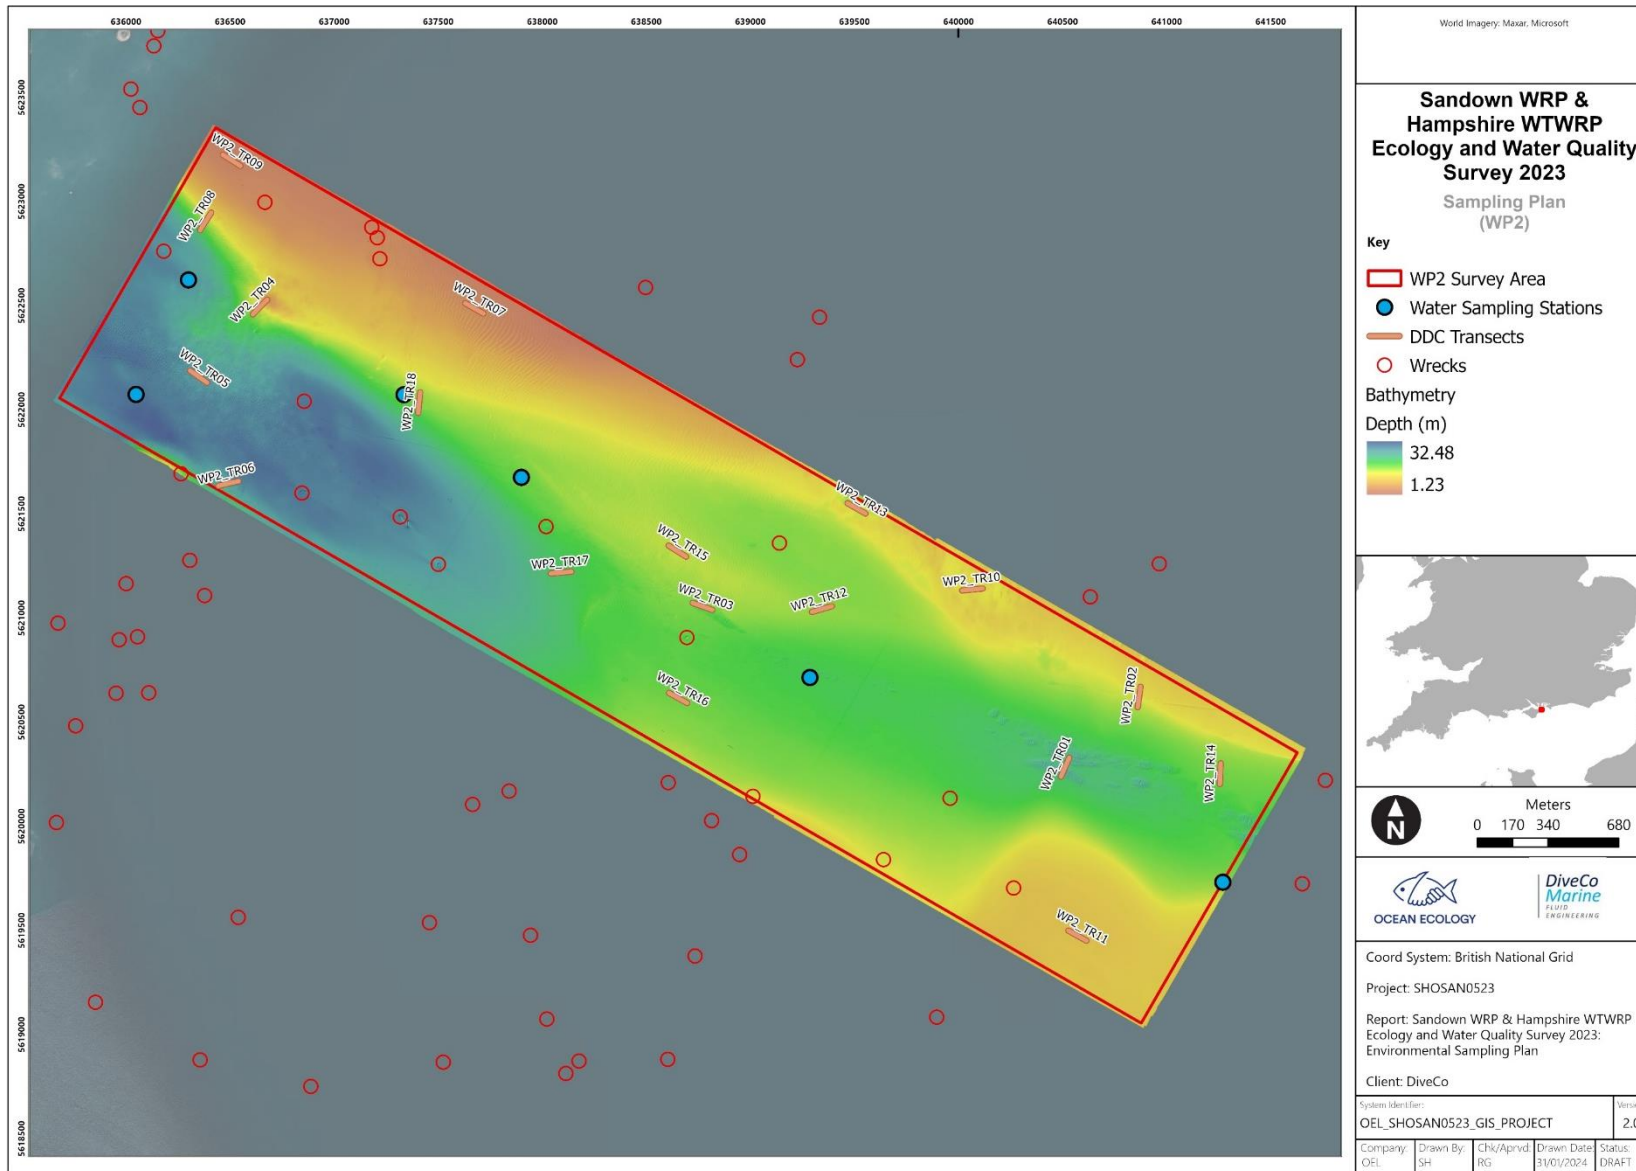 636000 636500 637000 637500 638000 638500 639000 639500 640000 640500 641000 641500
5623500
5623000
5622500
5622000
5621500
5621000
5620500
5620000
5619500
5619000
5618500
WP2_TR09
WP2_TR08
WP2_TR04
WP2_TR07
WP2_TR05
WP2_TR18
WP2_TR06
WP2_TR13
WP2_TR15
WP2_TR17
WP2_TR10
WP2_TR03
WP2_TR12
WP2_TR16
WP2_TR02
WP2_TR01
WP2_TR14
WP2_TR11
World Imagery: Maxar, Microsoft
Sandown WRP &
Hampshire WTWRP
Ecology and Water Quality
Survey 2023
Sampling Plan
(WP2)
Key
WP2 Survey Area
Water Sampling Stations
DDC Transects
Wrecks
Bathymetry
Depth (m)
32.48
1.23
N
Meters
0 170 340 680
OCEAN ECOLOGY
DiveCo
Marine
FLUID
ENGINEERING
Coord System: British National Grid
Project: SHOSAN0523
Report: Sandown WRP & Hampshire WTWRP
Ecology and Water Quality Survey 2023:
Environmental Sampling Plan
Client: DiveCo
System Identifier:
OEL_SHOSAN0523_GIS_PROJECT
2.0
Company: Drawn By: Chk/Aprvd: Drawn Date: Status:
OEL SH RG 31/01/2024 DRAFT